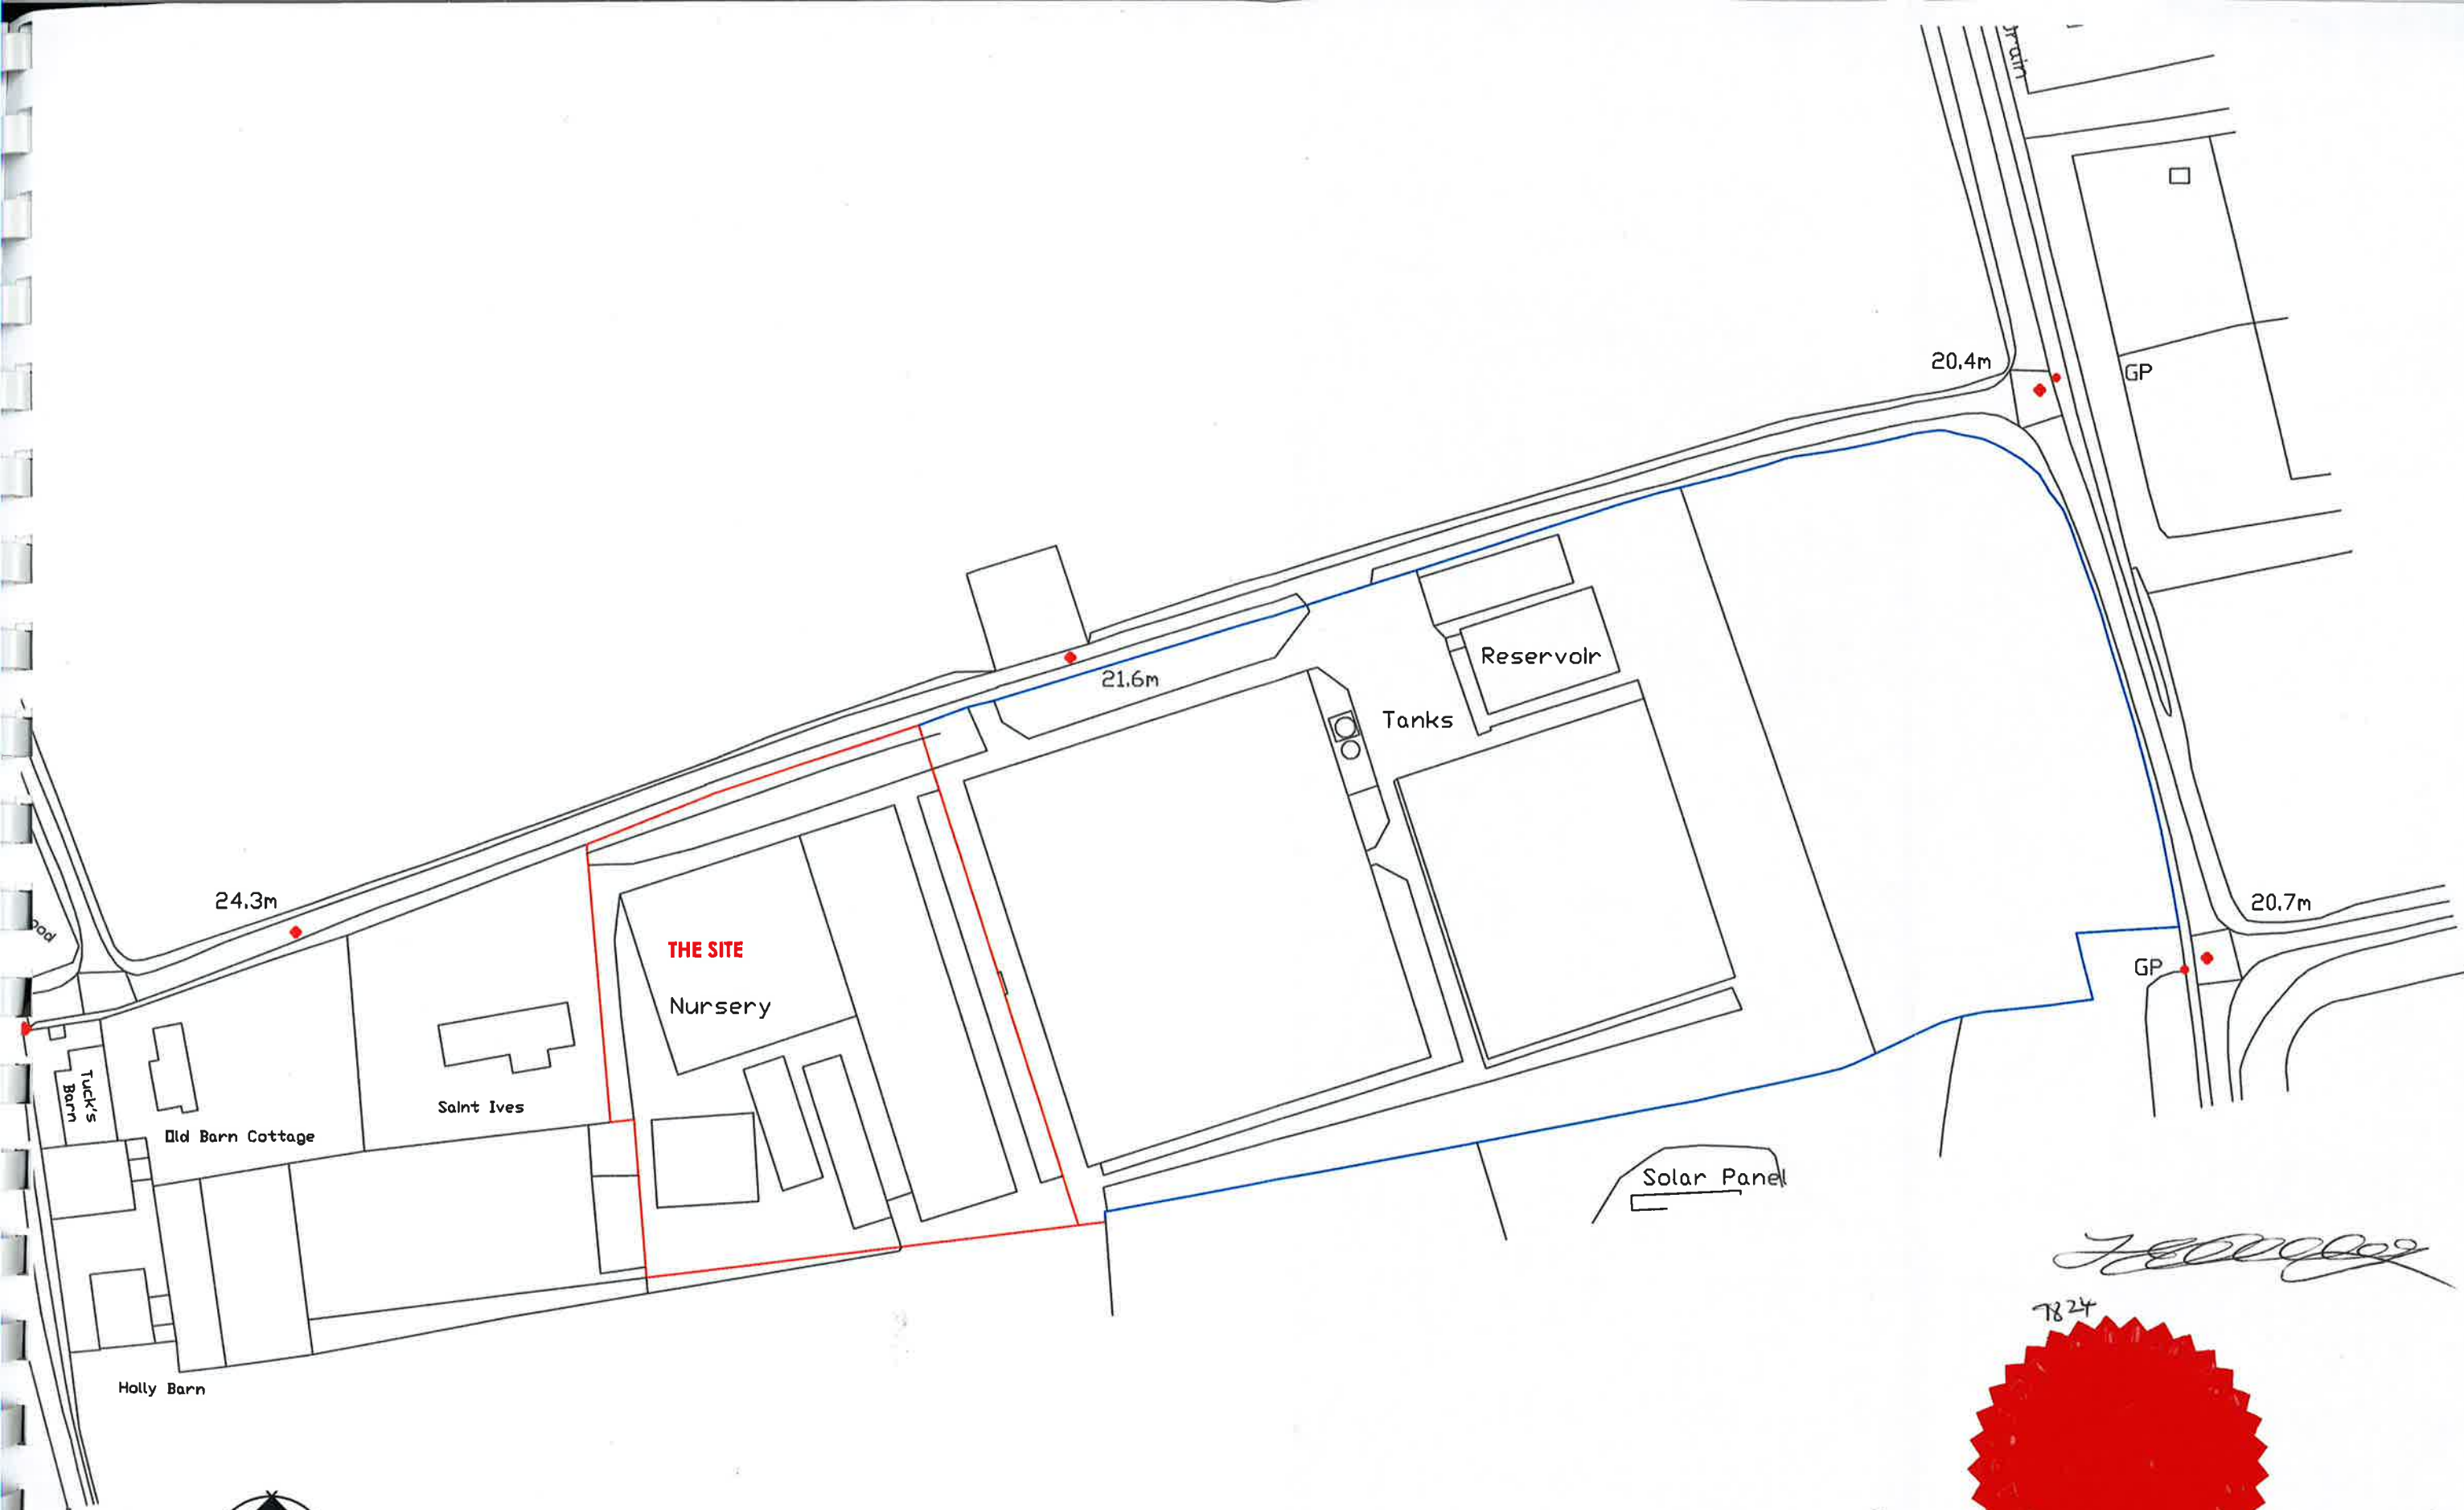 20.4m
GP
Reservoir
21.6m
Tanks
24.3m
20.7m
THE SITE
GP
Nursery
Tuck's
Barn
Saint Ives
Old Barn Cottage
Solar Panel
7824
Holly Barn